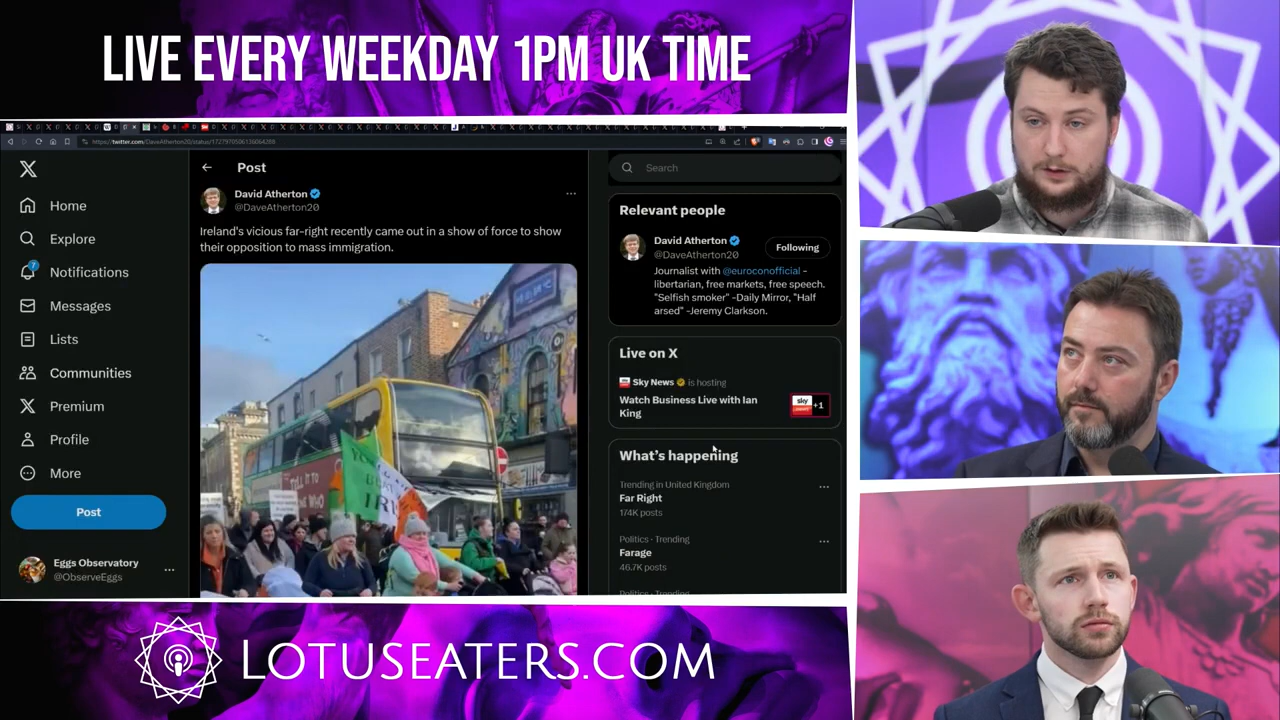 LIVE EVERY WEEKDAY 1PM UK TIME
Post
David Atherton
@DaveAtherton20
Ireland's vicious far-right recently came out in a show of force to show
their opposition to mass immigration.
Home
Explore
7
Notifications
Messages
Lists
Communities
Premium
Profile
More
Post
Eggs Observatory
@ObserveEggs
Search
Relevant people
David Atherton
@DaveAtherton20
Following
Journalist with @euroconofficial -
libertarian, free markets, free speech.
"Selfish smoker" -Daily Mirror, "Half
arsed" -Jeremy Clarkson.
Live on X
Sky News is hosting
Watch Business Live with Ian
King
sky
+1
What's happening
Trending in United Kingdom
Far Right
174K posts
Politics · Trending
Farage
46.7K posts
LOTUSEATERS.COM